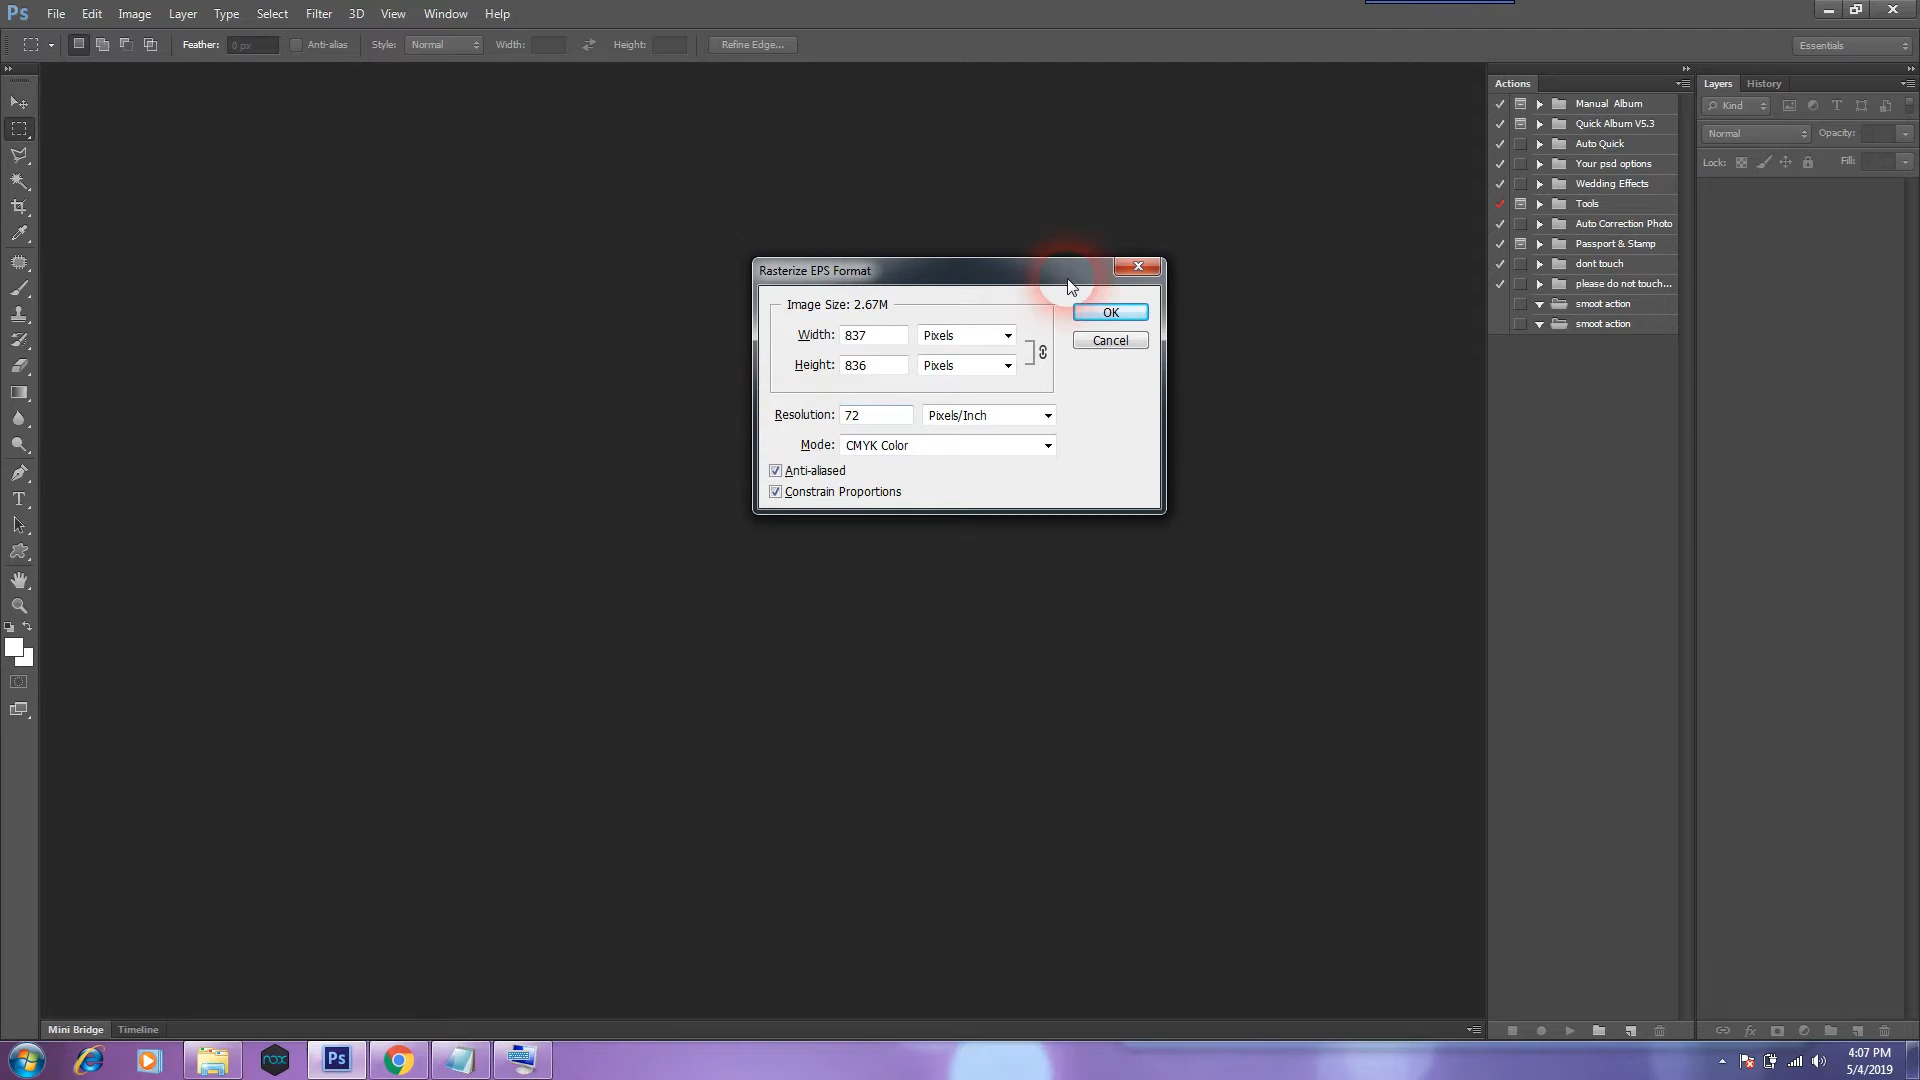 Ps File Edit Image Layer Type Select Filter 3D View Window Help
Feather: 0 px Anti-alias Style: Normal Width: Height: Refine Edge... Essentials
Actions
Manual Album
Quick Album V5.3
Auto Quick
Your psd options
Wedding Effects
Tools
Auto Correction Photo
Passport & Stamp
dont touch
please do not touch...
smoot action
smoot action
Layers History
Kind
Normal Opacity:
Lock: Fill:
Rasterize EPS Format
Image Size: 2.67M
Width: 837 Pixels
Height: 836 Pixels
Resolution: 72 Pixels/Inch
Mode: CMYK Color
Anti-aliased
Constrain Proportions
OK
Cancel
Mini Bridge Timeline
nox Ps
4:07 PM
5/4/2019